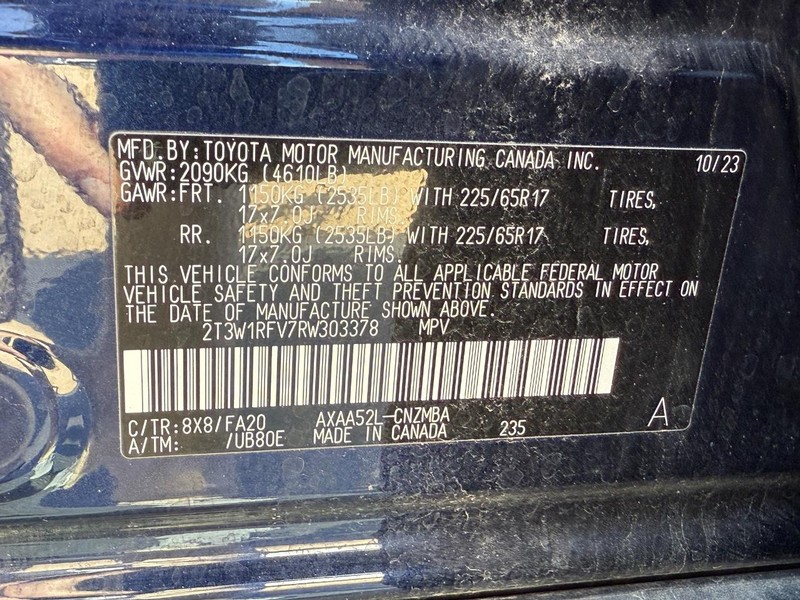 MFD.BY:TOYOTA MOTOR MANUFACTURING CANADA INC. 10/23
GVWR:2090KG (4610LB)
GAWR:FRT. 1150KG (2535LB) WITH 225/65R17 TIRES,
17x7.0J RIMS.
RR. 1150KG (2535LB) WITH 225/65R17 TIRES,
17x7.0J RIMS.
THIS VEHICLE CONFORMS TO ALL APPLICABLE FEDERAL MOTOR
VEHICLE SAFETY AND THEFT PREVENTION STANDARDS IN EFFECT ON
THE DATE OF MANUFACTURE SHOWN ABOVE.
2T3W1RFV7RW303378 MPV
C/TR:8X8/FA20 AXAA52L-CNZMBA
A/TM: /UB80E MADE IN CANADA 235 A